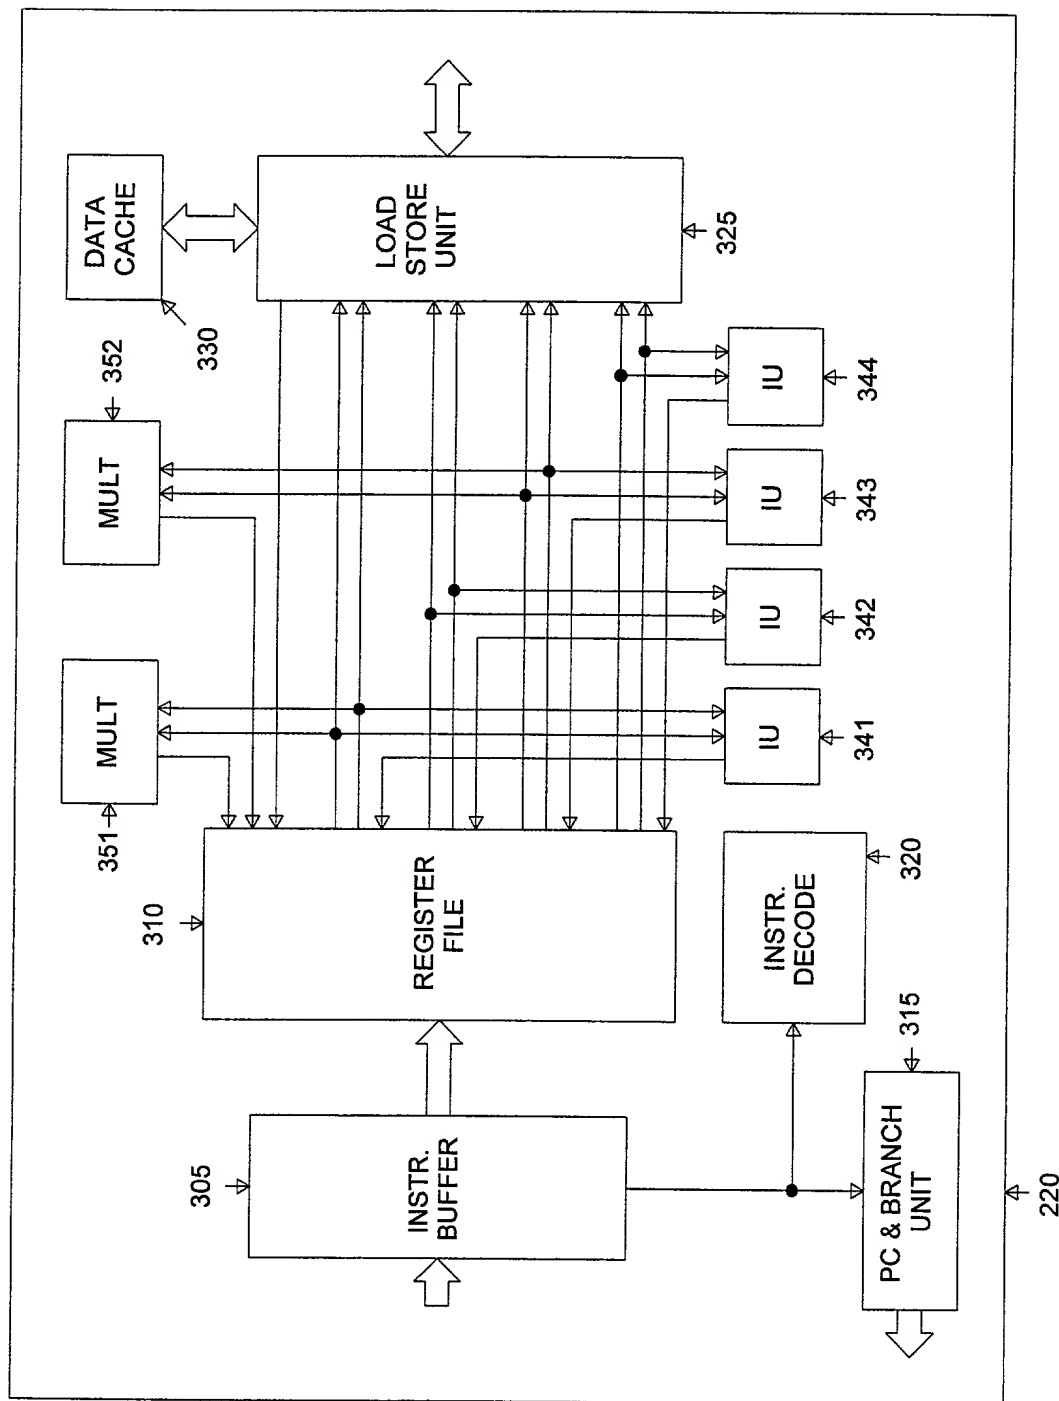 351
MULT
MULT
352
DATA
CACHE
330
305
INSTR.
BUFFER
310
REGISTER
FILE
LOAD
STORE
UNIT
325
INSTR.
DECODE
320
IU
341
IU
342
IU
343
IU
344
PC & BRANCH
UNIT
315
220